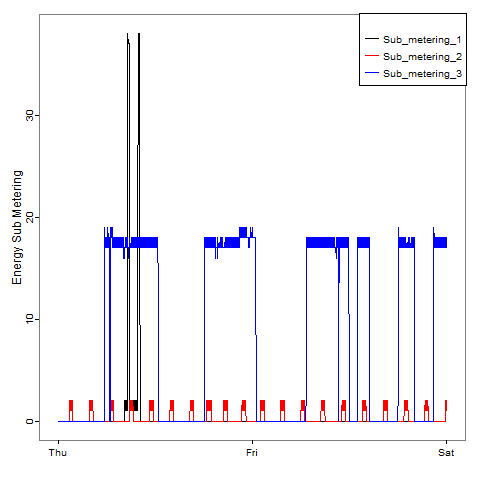 Sub_metering_1
Sub_metering_2
Sub_metering_3
Energy Sub Metering
30
20
10
0
Thu Fri Sat